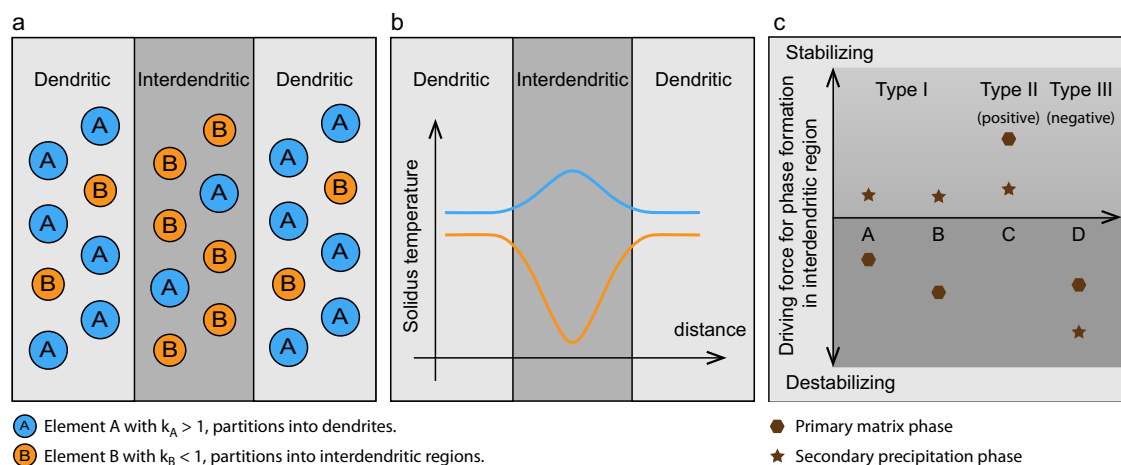 a
Dendritic
Interdendritic
Dendritic
A
A
B
A
A
B
A
A
B
B
A
B
B
A
B
B
A
A
B
A
A
B
A
A
A Element A with kA > 1, partitions into dendrites.
B Element B with kB < 1, partitions into interdendritic regions.
b
Dendritic
Interdendritic
Dendritic
Solidus temperature
distance
c
Stabilizing
Driving force for phase formation
in interdendritic region
Type I
Type II
(positive)
Type III
(negative)
A
B
C
D
Destabilizing
Primary matrix phase
Secondary precipitation phase